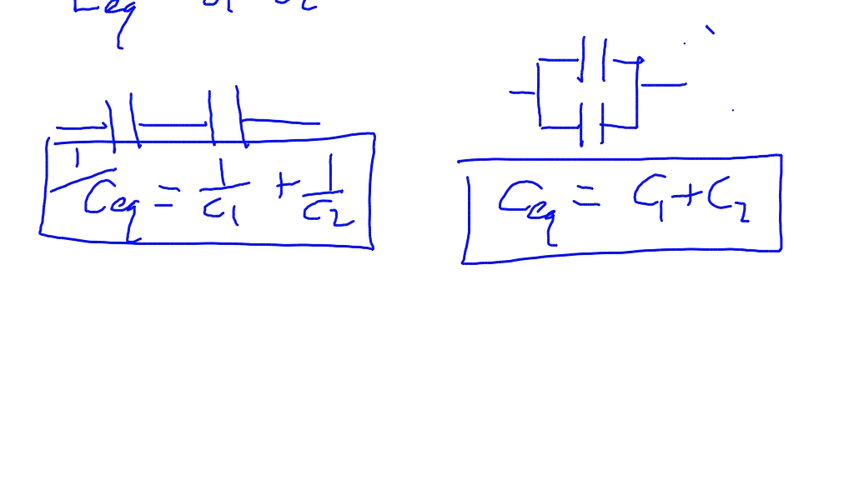 1/Ceq = 1/C1 + 1/C2
Ceq = C1 + C2